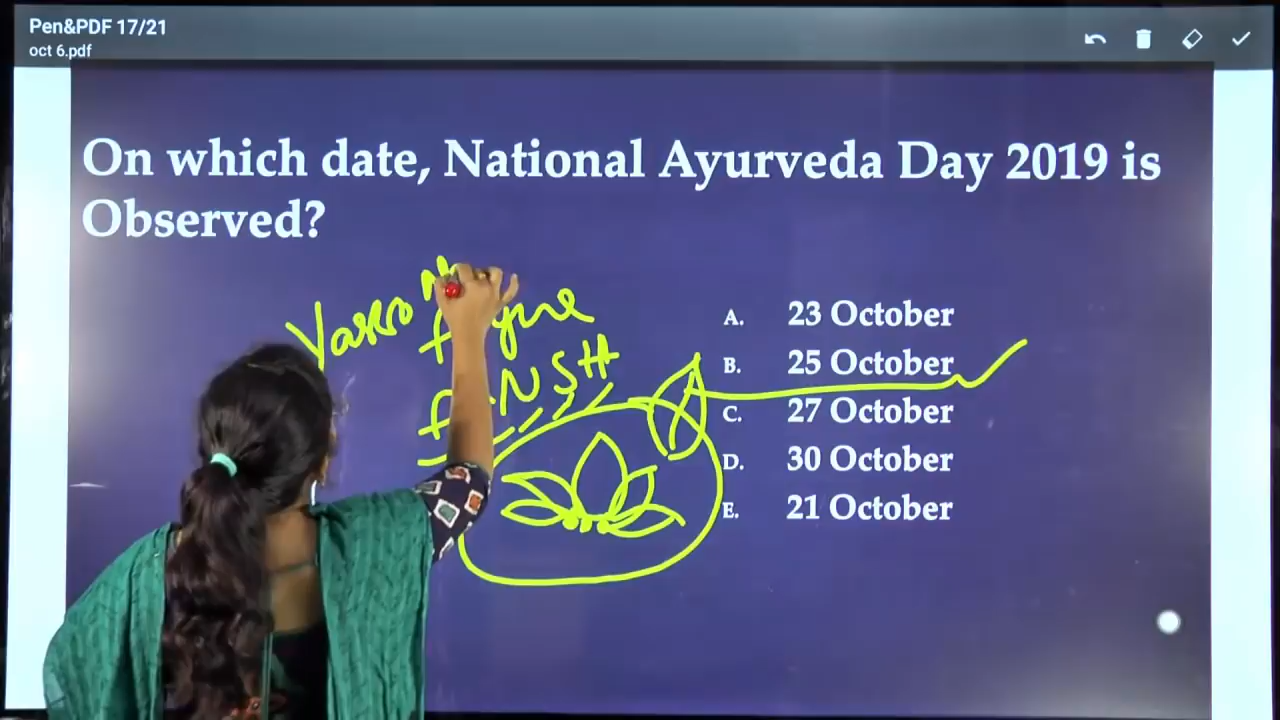 Pen&PDF 17/21
oct 6.pdf
On which date, National Ayurveda Day 2019 is
Observed?
A. 23 October
B. 25 October
C. 27 October
D. 30 October
E. 21 October